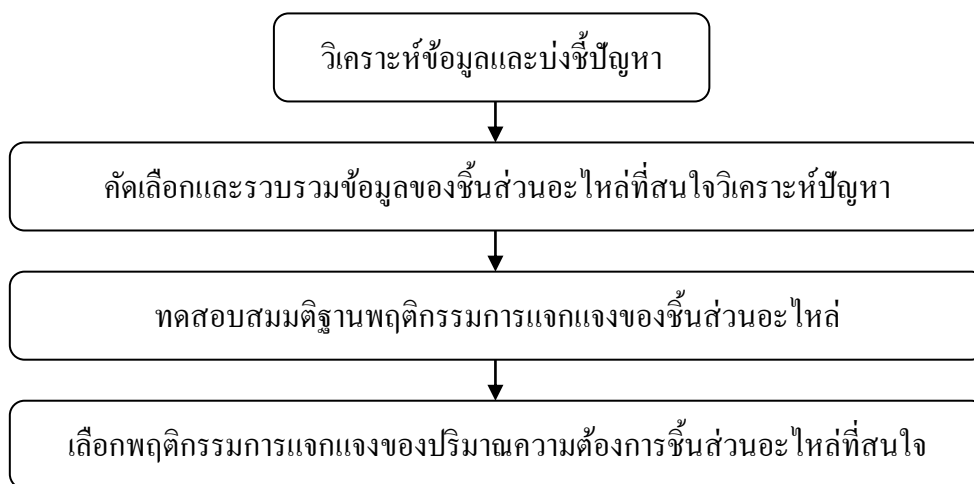 วิเคราะห์ข้อมูลและบ่งชี้ปัญหา
คัดเลือกและรวบรวมข้อมูลของชิ้นส่วนอะไหล่ที่สนใจวิเคราะห์ปัญหา
ทดสอบสมมติฐานพฤติกรรมการแจกแจงของชิ้นส่วนอะไหล่
เลือกพฤติกรรมการแจกแจงของปริมาณความต้องการชิ้นส่วนอะไหล่ที่สนใจ